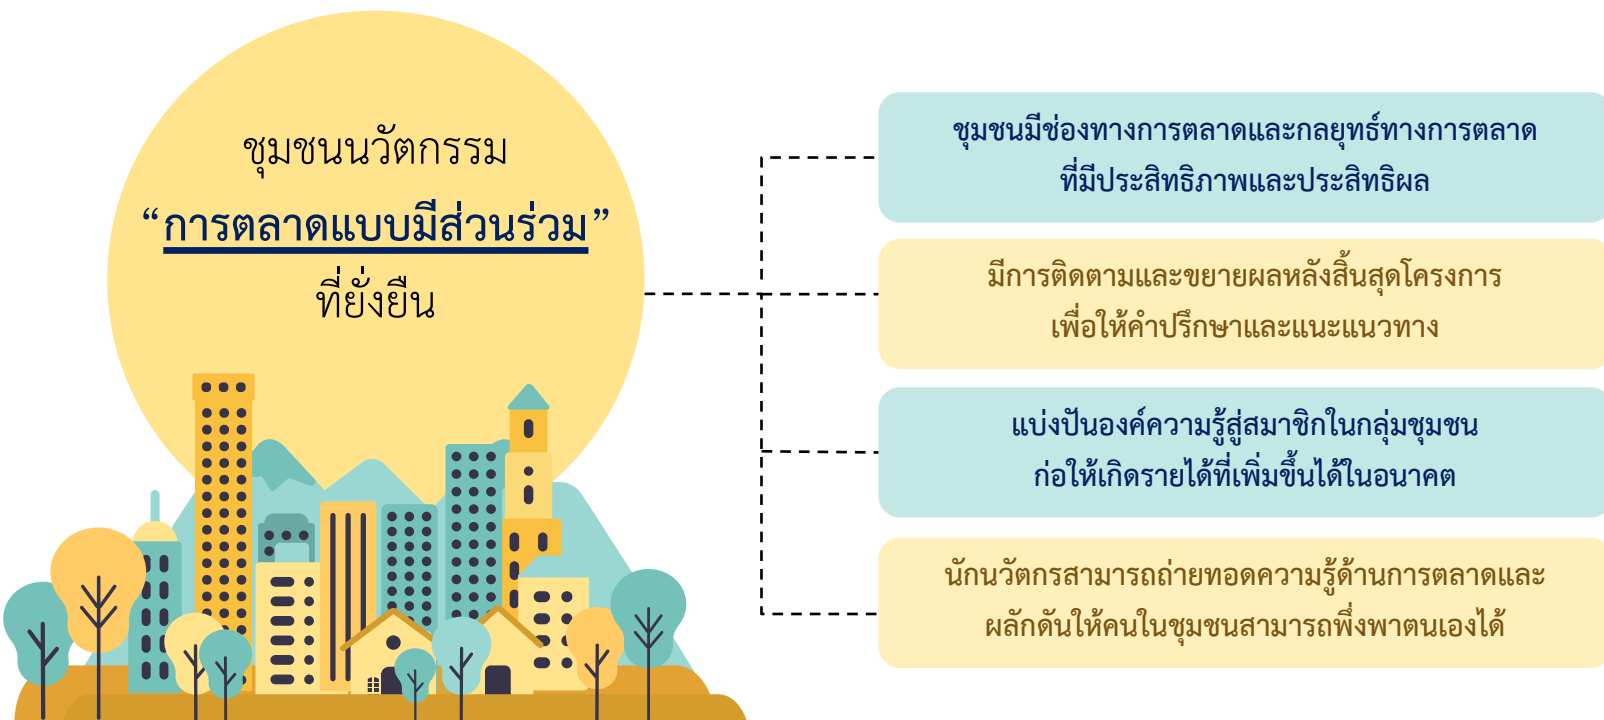 ชุมชนนวัตกรรม
“การตลาดแบบมีส่วนร่วม”
ที่ยั่งยืน
ชุมชนมีช่องทางการตลาดและกลยุทธ์ทางการตลาด
ที่มีประสิทธิภาพและประสิทธิผล
มีการติดตามและขยายผลหลังสิ้นสุดโครงการ
เพื่อให้คำปรึกษาและแนะแนวทาง
แบ่งปันองค์ความรู้สู่สมาชิกในกลุ่มชุมชน
ก่อให้เกิดรายได้ที่เพิ่มขึ้นได้ในอนาคต
นักนวัตกรสามารถถ่ายทอดความรู้ด้านการตลาดและ
ผลักดันให้คนในชุมชนสามารถพึ่งพาตนเองได้